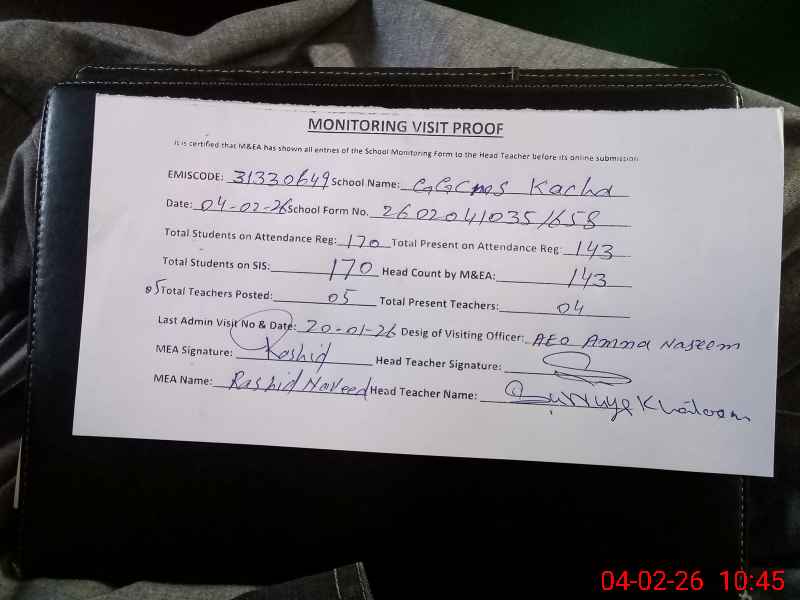 MONITORING VISIT PROOF
It is certified that M&EA has shown all entries of the School Monitoring Form to the Head Teacher before its online submission
EMISCODE: 31330649 School Name: GGCMS Kacha
Date: 04-02-26 School Form No. 26020410351658
Total Students on Attendance Reg: 170 Total Present on Attendance Reg: 143
Total Students on SIS: 170 Head Count by M&EA: 143
05 Total Teachers Posted: 05 Total Present Teachers: 04
Last Admin Visit No & Date: 20-01-26 Desig of Visiting Officer: AEO Amna Naseem
MEA Signature: Rashid Head Teacher Signature:
MEA Name: Rashid Naveed Head Teacher Name: Khatoon
04-02-26 10:45